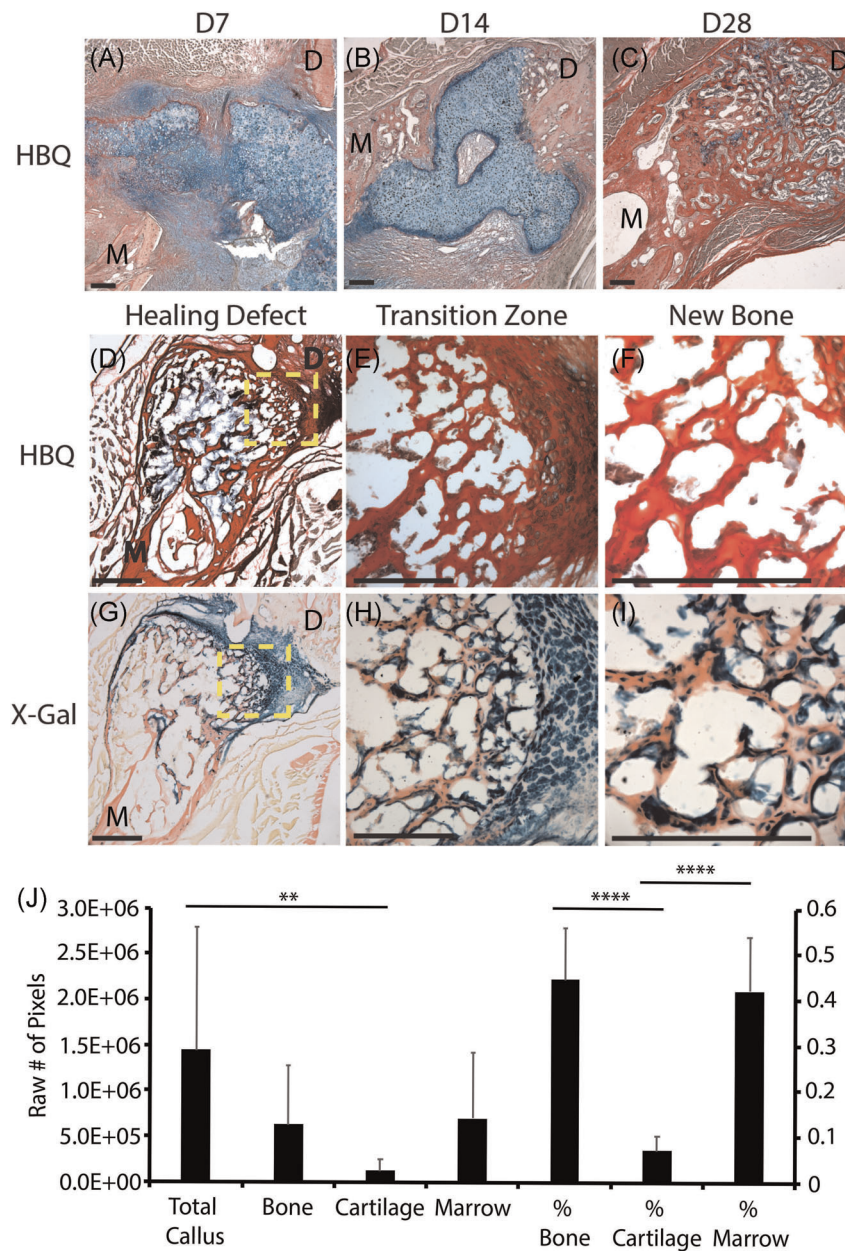 D7 D14 D28
(A) D (B) D (C) D
HBQ
M M M
Healing Defect Transition Zone New Bone
(D) D (E) (F)
HBQ
M
(G) D (H) (I)
X-Gal
M
(J) ** **** ****
Raw # of Pixels
3.0E+06 0.6
2.5E+06 0.5
2.0E+06 0.4
1.5E+06 0.3
1.0E+06 0.2
5.0E+05 0.1
0.0E+00 0
Total Bone Cartilage Marrow % % %
Callus Bone Cartilage Marrow